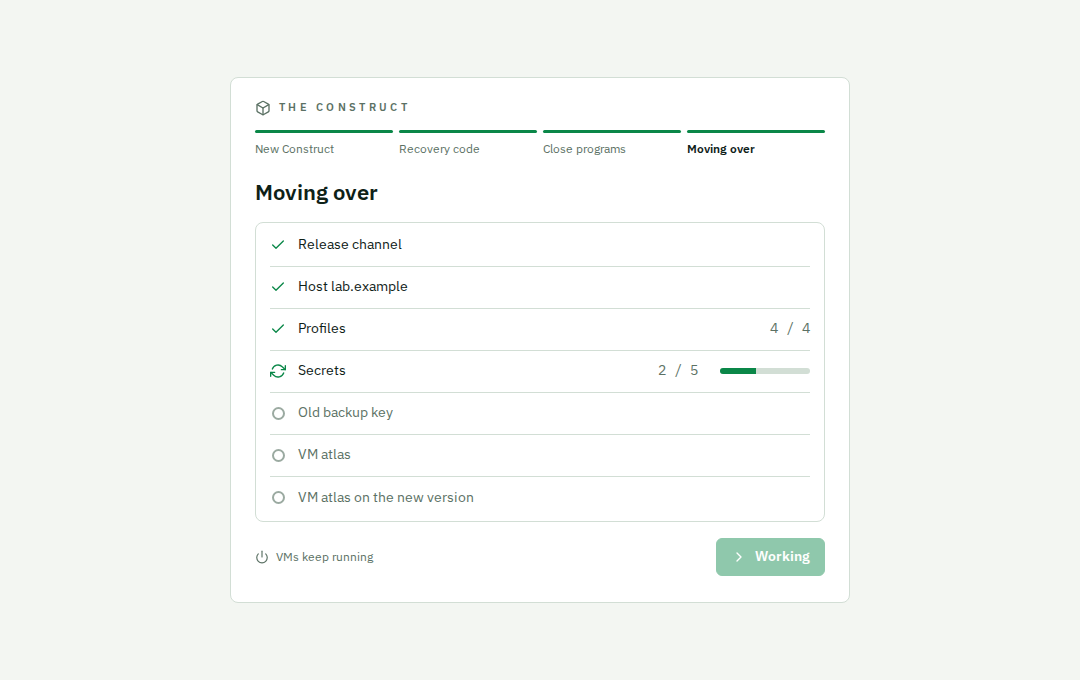 THE CONSTRUCT
New Construct Recovery code Close programs Moving over
Moving over
Release channel
Host lab.example
Profiles 4 / 4
Secrets 2 / 5
Old backup key
VM atlas
VM atlas on the new version
VMs keep running Working